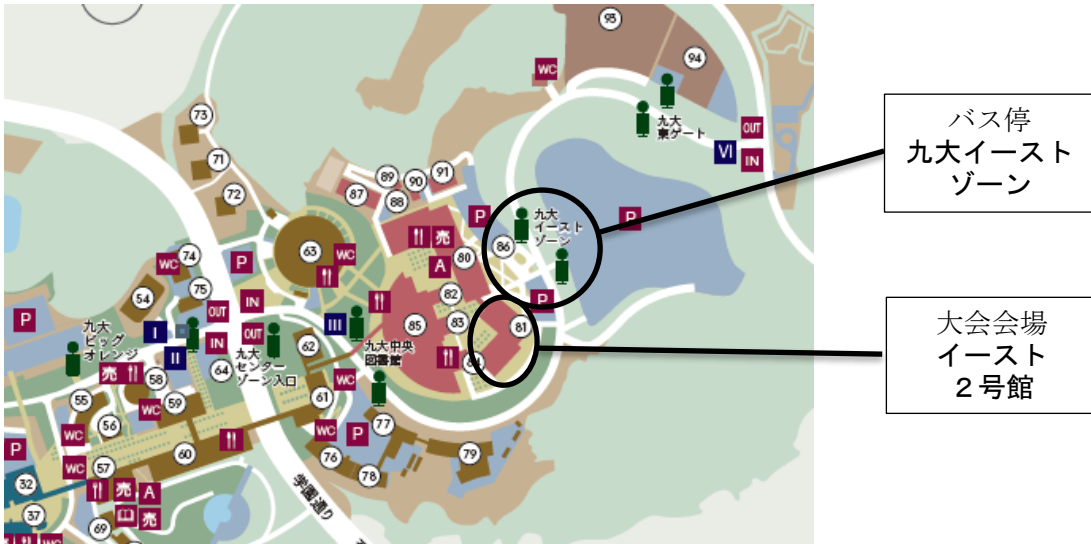 93
94
WC
九大
東ゲート
OUT
VI
IN
バス停
九大イースト
ゾーン
73
71
72
89
90
91
87
88
P
九大
イースト
ゾーン
P
86
売
80
A
63
WC
74
WC
P
75
82
54
OUT
IN
P
83
81
85
大会会場
イースト
２号館
P
I
III
九大
ビッグ
オレンジ
II
IN
OUT
九大
センター
ゾーン入口
62
九大中央
図書館
64
売
58
WC
59
55
56
WC
61
WC
77
P
WC
P
60
76
78
79
57
WC
32
売
A
37
売
69
WC
学園通り